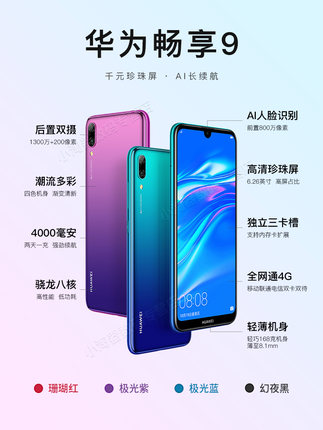 华为畅享9
千元珍珠屏 · AI长续航
后置双摄
1300万+200像素
潮流多彩
四色机身 渐变清新
4000毫安
两天一充 强劲续航
骁龙八核
高性能 低功耗
AI人脸识别
前置800万像素
高清珍珠屏
6.26英寸 高屏占比
独立三卡槽
支持内存卡扩展
全网通4G
移动联通电信双卡双待
轻薄机身
轻巧168克机身
薄至8.1mm
HUAWEI
HUAWEI
08:08
HUAWEI
珊瑚红
极光紫
极光蓝
幻夜黑